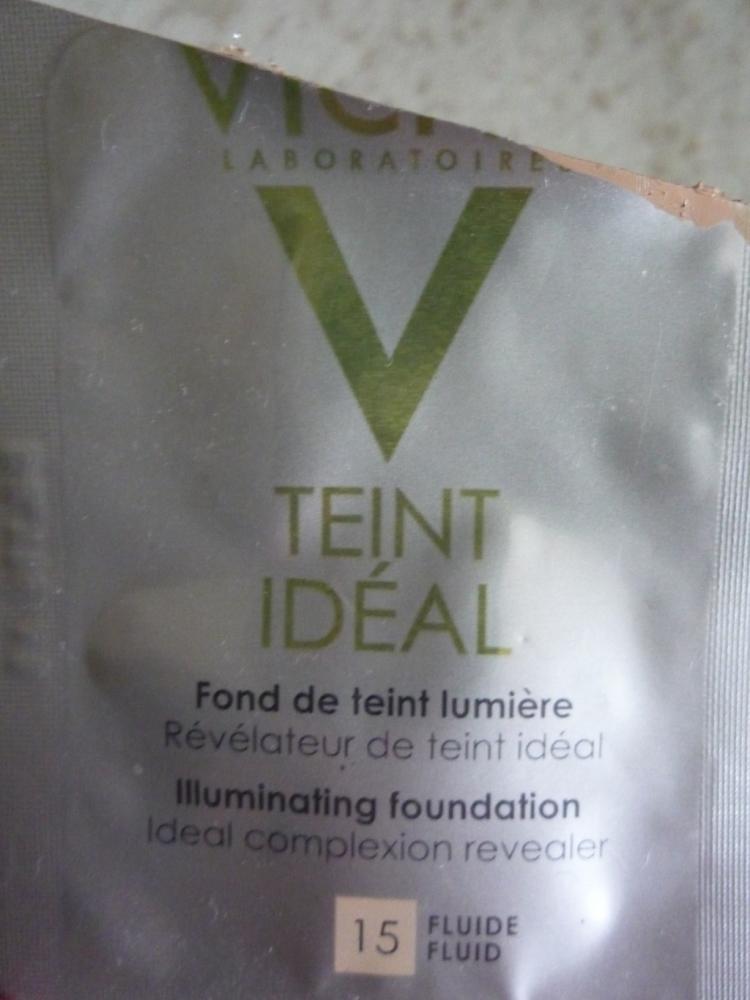 VICHY
LABORATOIRES
V
TEINT
IDÉAL
Fond de teint lumière
Révélateur de teint idéal
Illuminating foundation
Ideal complexion revealer
15 FLUIDE
FLUID